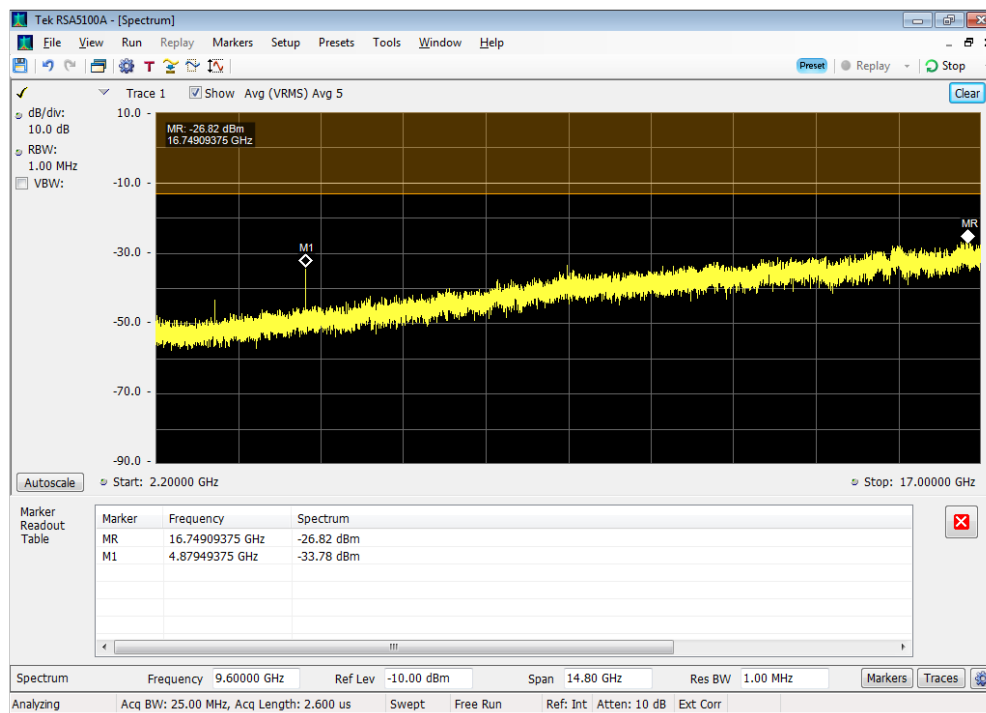 Tek RSA5100A - [Spectrum]
File View Run Replay Markers Setup Presets Tools Window Help
T Preset Replay Stop
Trace 1 Show Avg (VRMS) Avg 5 Clear
dB/div:
10.0 dB
RBW:
1.00 MHz
VBW:
10.0 -
-10.0 -
-30.0 -
-50.0 -
-70.0 -
-90.0 -
MR: -26.82 dBm
16.74909375 GHz
M1
MR
Autoscale Start: 2.20000 GHz Stop: 17.00000 GHz
Marker
Readout
Table
Marker Frequency Spectrum
MR 16.74909375 GHz -26.82 dBm
M1 4.87949375 GHz -33.78 dBm
Spectrum Frequency 9.60000 GHz Ref Lev -10.00 dBm Span 14.80 GHz Res BW 1.00 MHz Markers Traces
Analyzing Acq BW: 25.00 MHz, Acq Length: 2.600 us Swept Free Run Ref: Int Atten: 10 dB Ext Corr